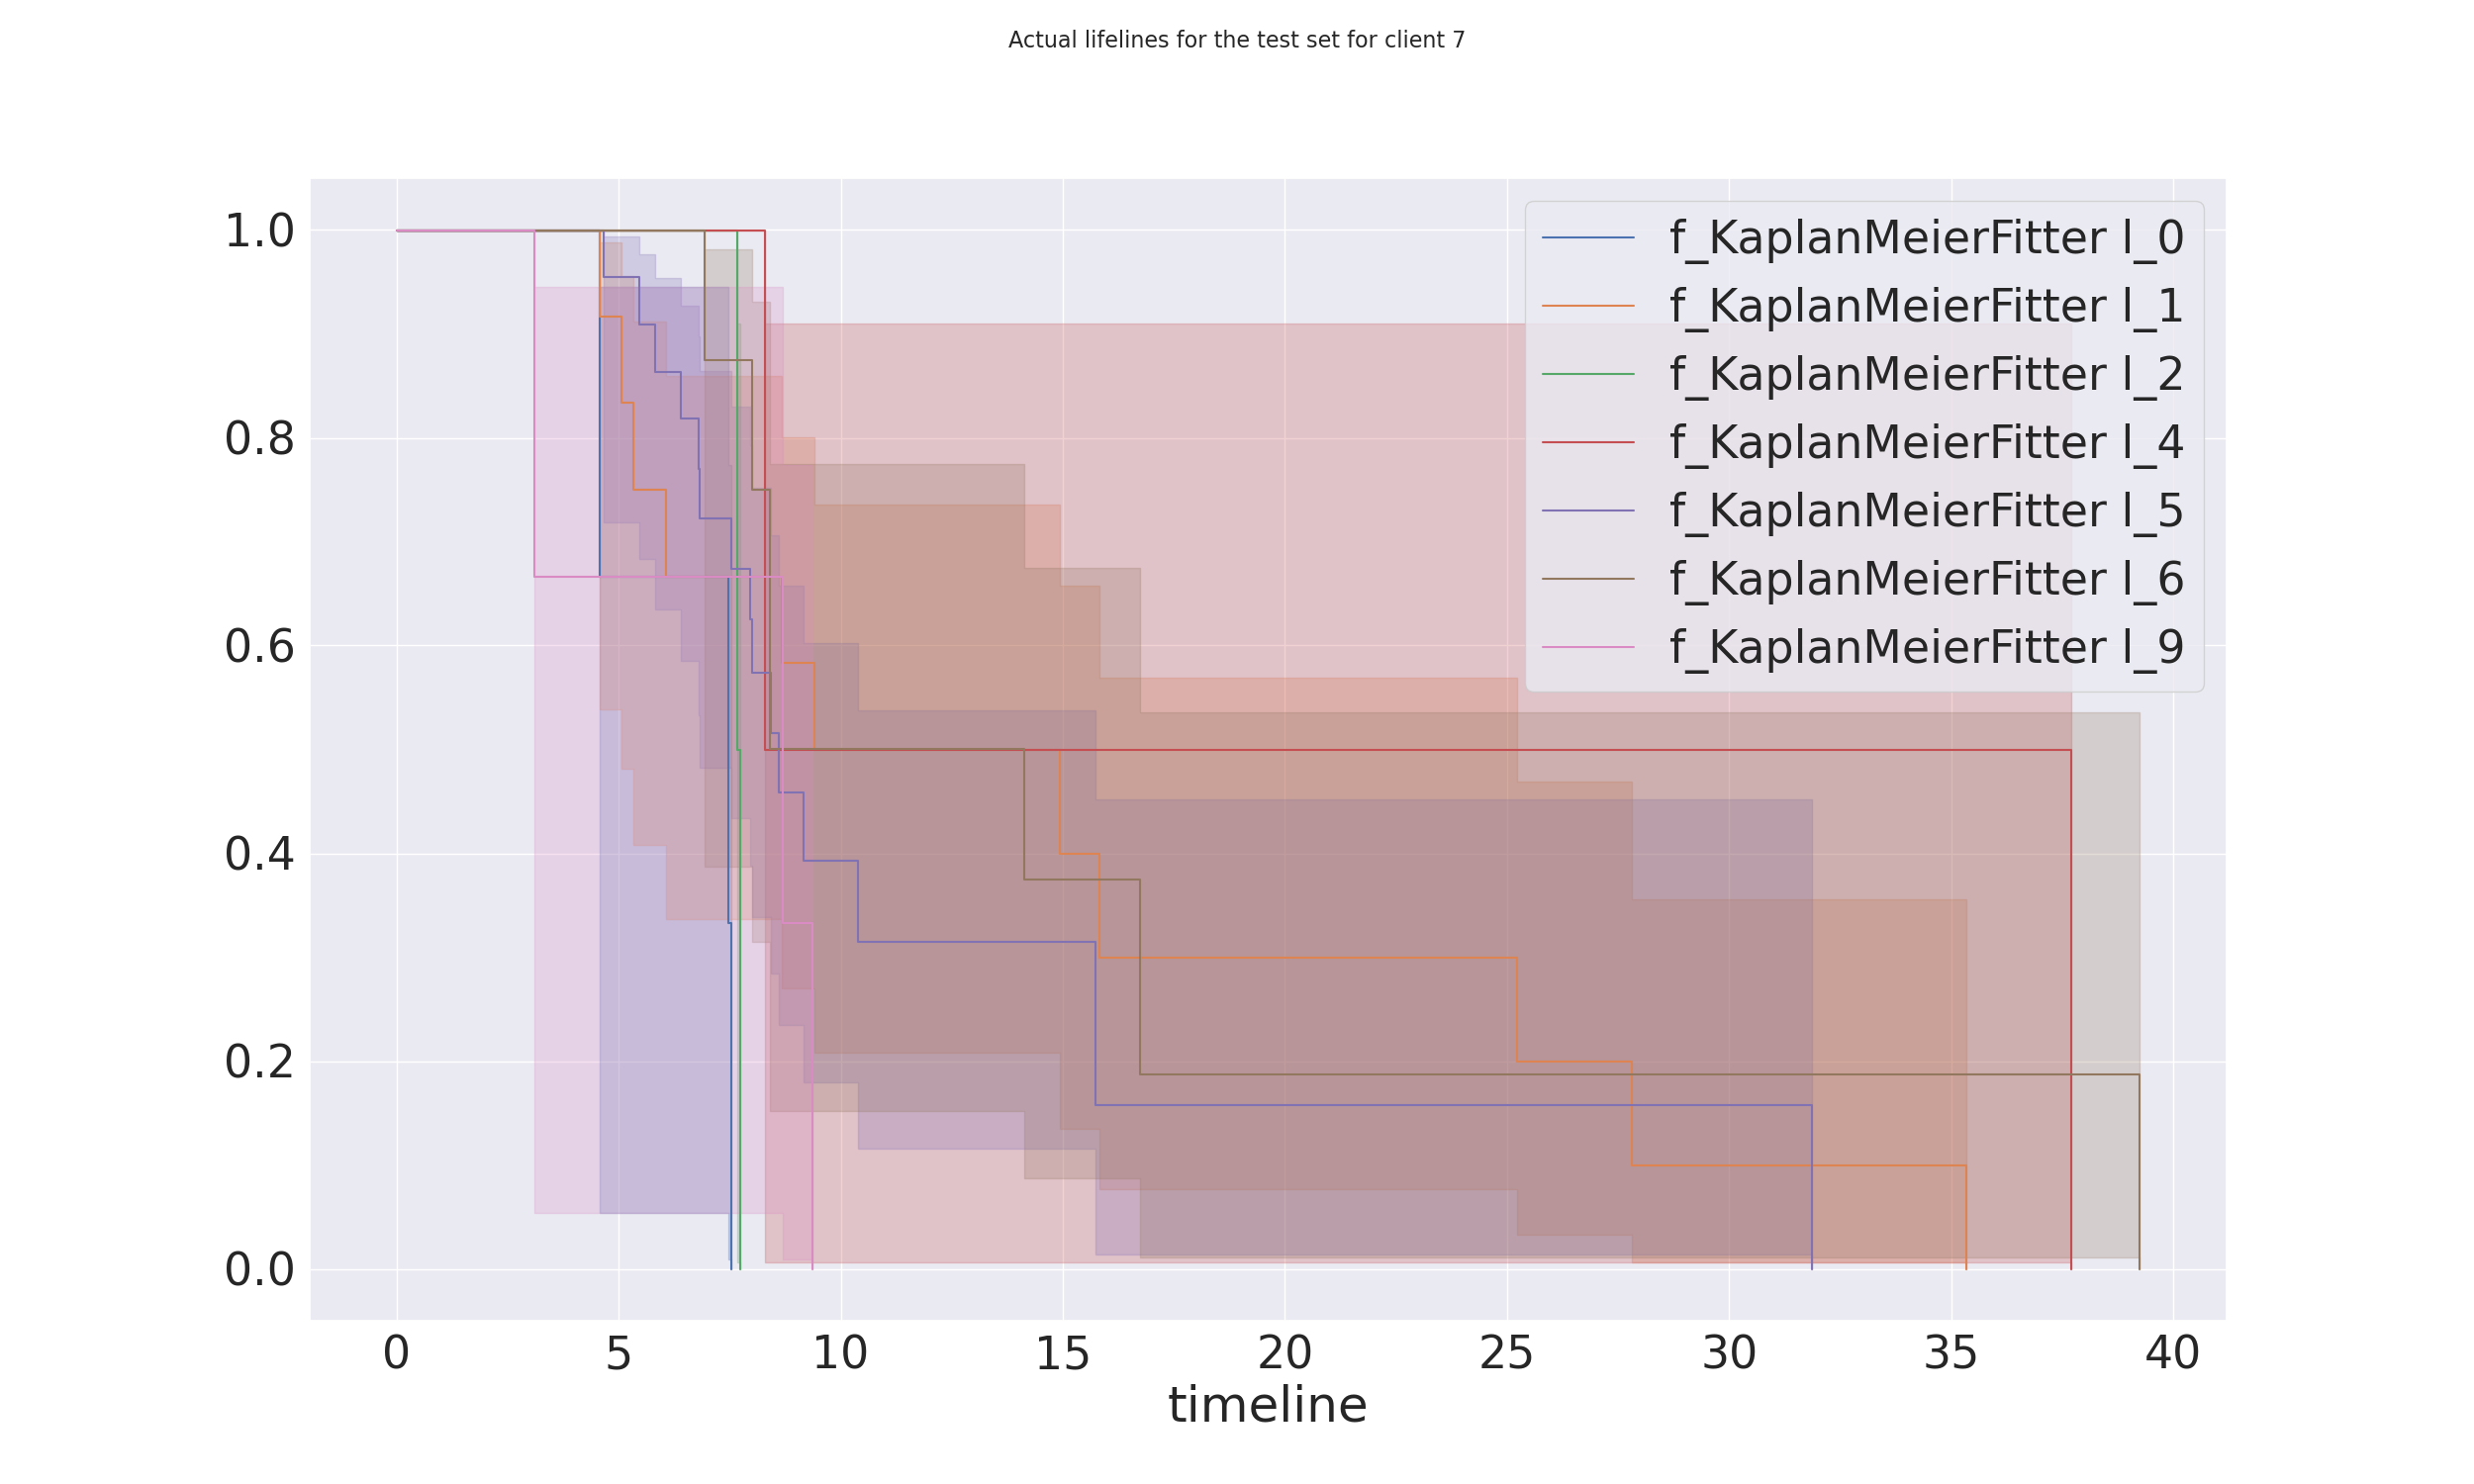 Actual lifelines for the test set for client 7
1.0
0.8
0.6
0.4
0.2
0.0
f_KaplanMeierFitter l_0
f_KaplanMeierFitter l_1
f_KaplanMeierFitter l_2
f_KaplanMeierFitter l_4
f_KaplanMeierFitter l_5
f_KaplanMeierFitter l_6
f_KaplanMeierFitter l_9
0 5 10 15 20 25 30 35 40
timeline